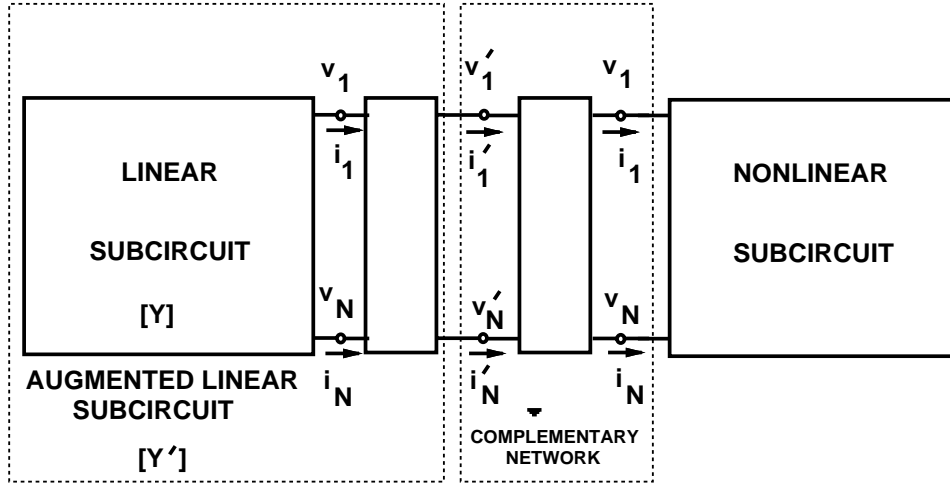 v1 v1′ v1
i1 i1′ i1
LINEAR
SUBCIRCUIT
[Y]
NONLINEAR
SUBCIRCUIT
vN vN′ vN
iN iN′ iN
AUGMENTED LINEAR
SUBCIRCUIT
[Y′]
COMPLEMENTARY
NETWORK